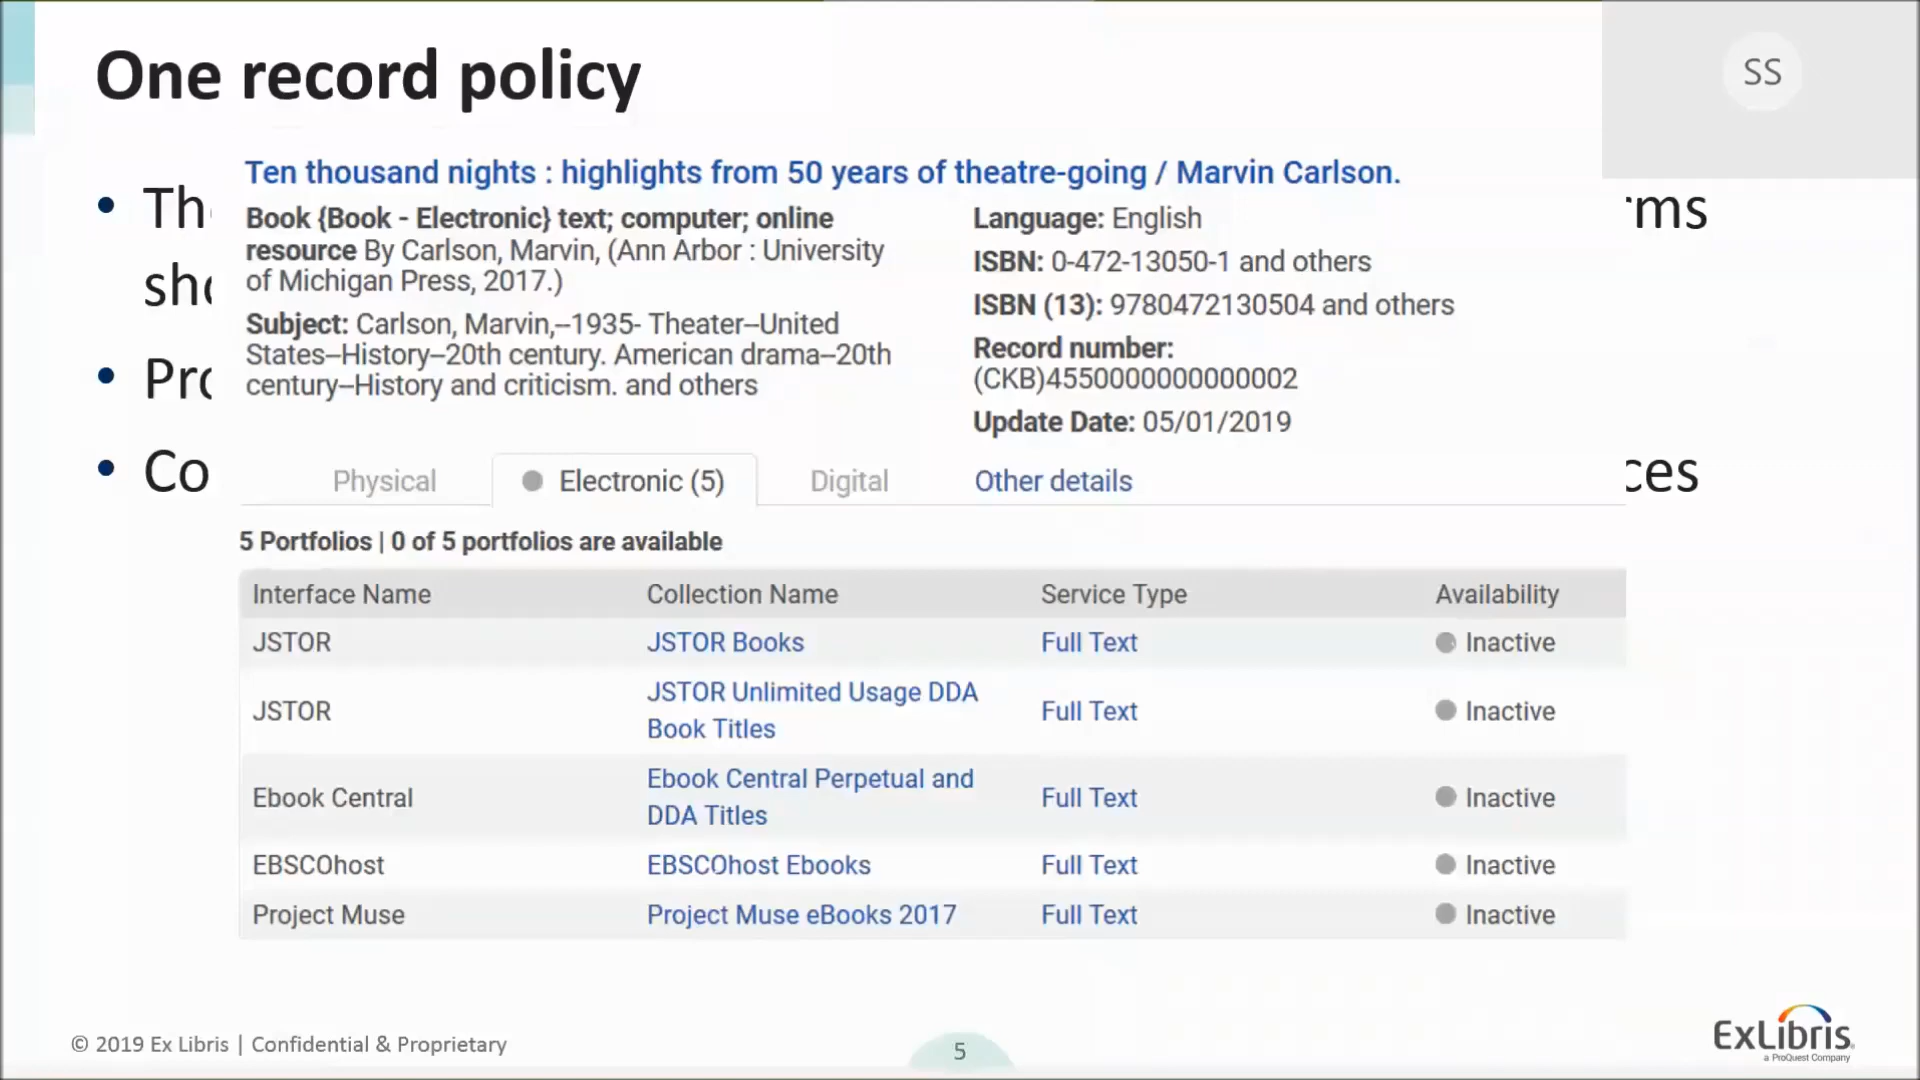 One record policy
SS
Ten thousand nights : highlights from 50 years of theatre-going / Marvin Carlson.
Book {Book - Electronic} text; computer; online
resource By Carlson, Marvin, (Ann Arbor : University
of Michigan Press, 2017.)
Subject: Carlson, Marvin,--1935- Theater--United
States--History--20th century. American drama--20th
century--History and criticism. and others
Language: English
ISBN: 0-472-13050-1 and others
ISBN (13): 9780472130504 and others
Record number:
(CKB)4550000000000002
Update Date: 05/01/2019
Physical Electronic (5) Digital Other details
5 Portfolios | 0 of 5 portfolios are available
Interface Name Collection Name Service Type Availability
JSTOR JSTOR Books Full Text Inactive
JSTOR JSTOR Unlimited Usage DDA
Book Titles Full Text Inactive
Ebook Central Ebook Central Perpetual and
DDA Titles Full Text Inactive
EBSCOhost EBSCOhost Ebooks Full Text Inactive
Project Muse Project Muse eBooks 2017 Full Text Inactive
© 2019 Ex Libris | Confidential & Proprietary
5
ExLibris
a ProQuest Company